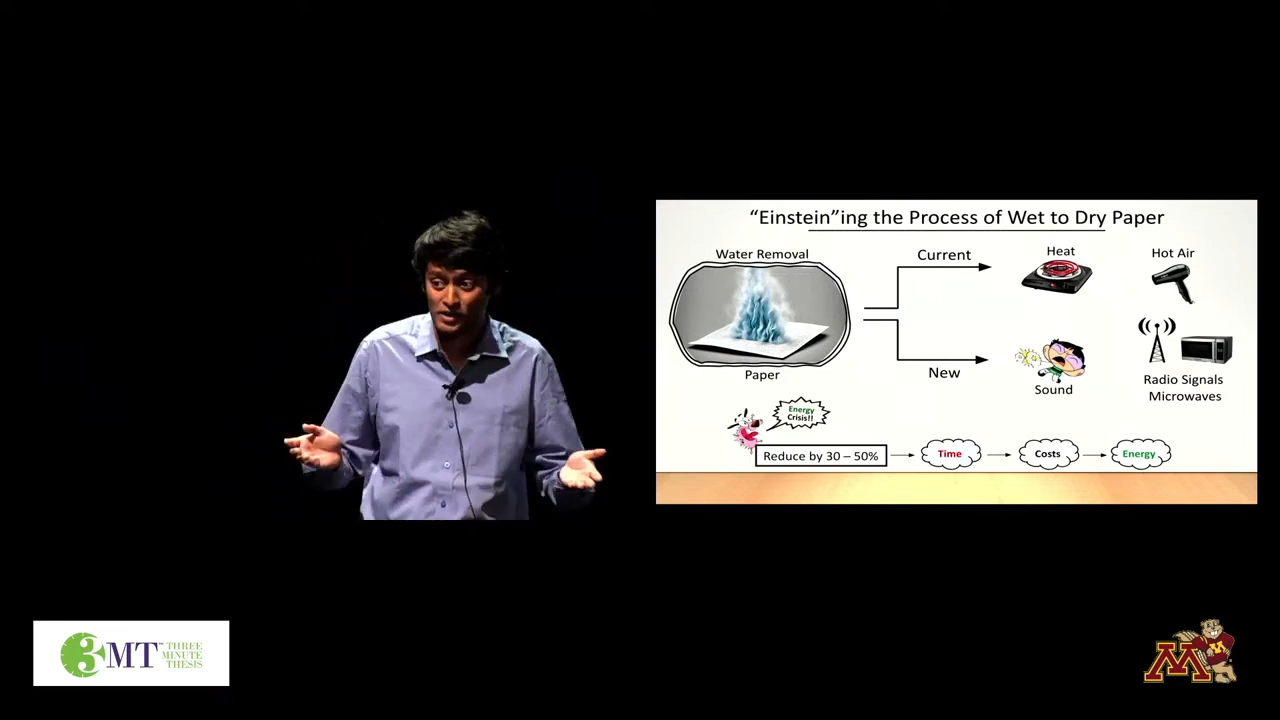 “Einstein”ing the Process of Wet to Dry Paper
Water Removal
Current
Heat
Hot Air
Paper
New
Sound
Radio Signals
Microwaves
Energy
Crisis!!
Reduce by 30 – 50%
Time
Costs
Energy
3MT™ THREE
MINUTE
THESIS
M